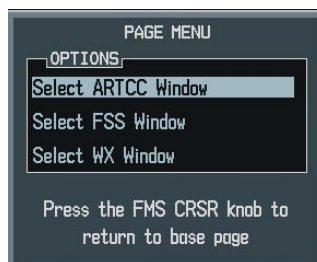 PAGE MENU
OPTIONS
Select ARTCC Window
Select FSS Window
Select WX Window
Press the FMS CRSR knob to
return to base page